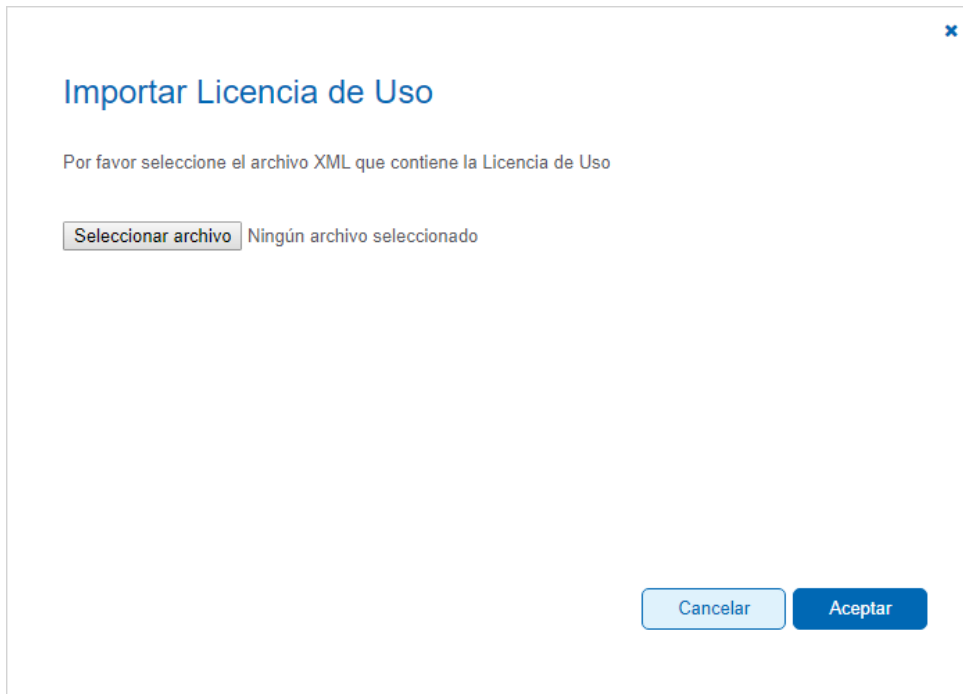 Importar Licencia de Uso
Por favor seleccione el archivo XML que contiene la Licencia de Uso
Seleccionar archivo Ningún archivo seleccionado
Cancelar Aceptar